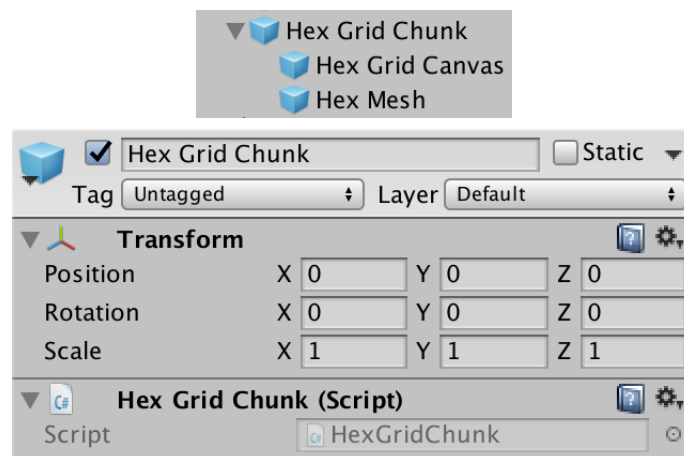 Hex Grid Chunk
Hex Grid Canvas
Hex Mesh
Hex Grid Chunk Static
Tag Untagged Layer Default
Transform
Position X 0 Y 0 Z 0
Rotation X 0 Y 0 Z 0
Scale X 1 Y 1 Z 1
C# Hex Grid Chunk (Script)
Script C# HexGridChunk